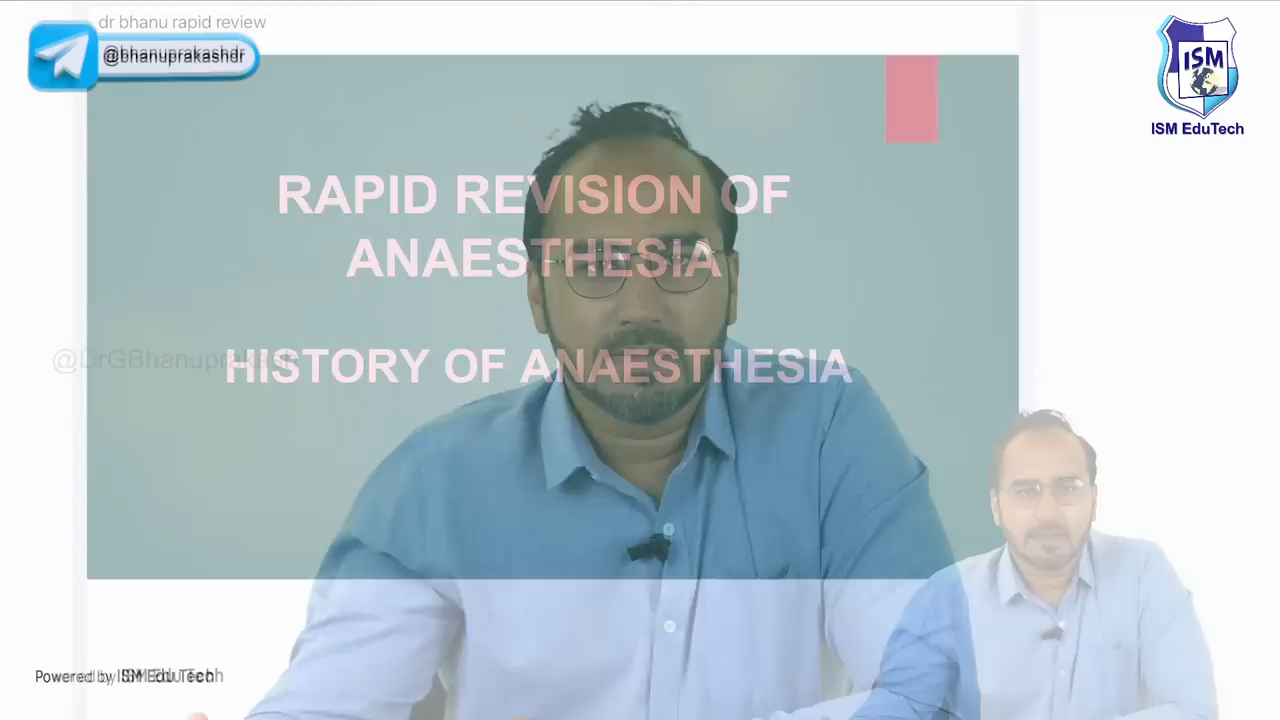 dr bhanu rapid review
@bhanuprakashdr
ISM
ISM EduTech
RAPID REVISION OF
ANAESTHESIA
@DrGBhanuprakash
HISTORY OF ANAESTHESIA
Powered by ISM Edu Tech